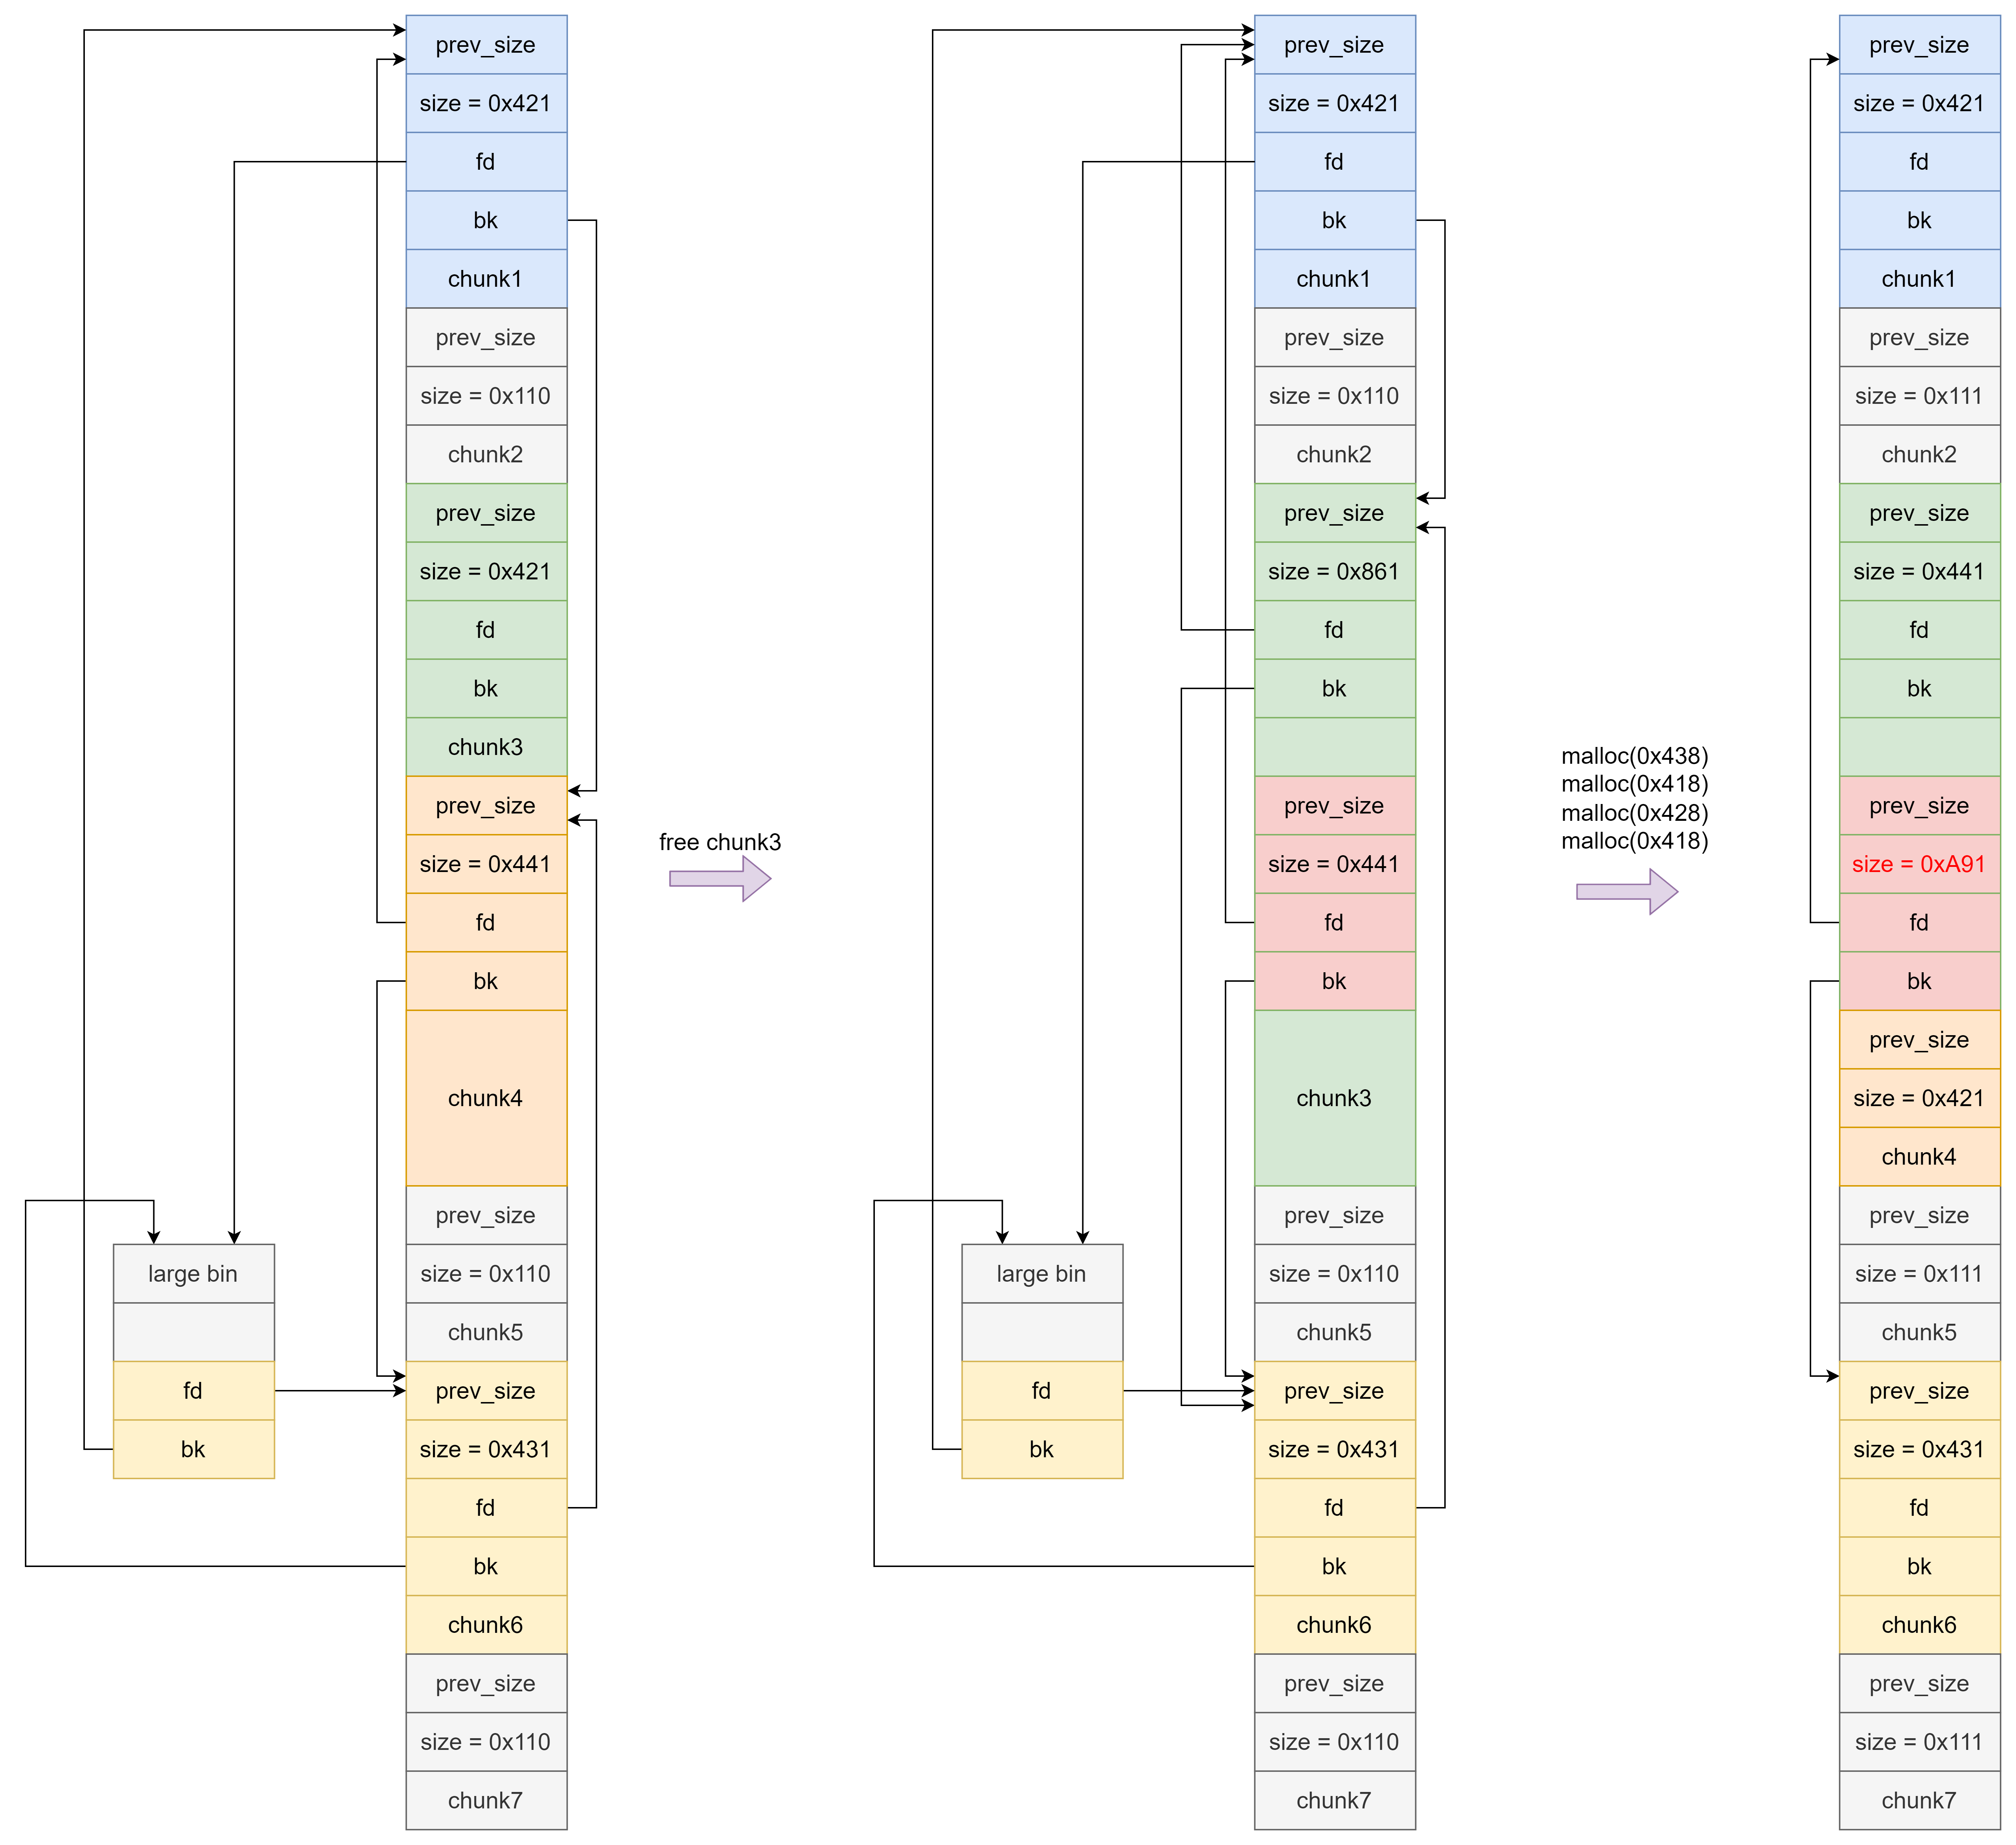 prev_size
size = 0x421
fd
bk
chunk1
prev_size
size = 0x110
chunk2
prev_size
size = 0x421
fd
bk
chunk3
prev_size
size = 0x441
fd
bk
chunk4
prev_size
size = 0x110
chunk5
prev_size
size = 0x431
fd
bk
chunk6
prev_size
size = 0x110
chunk7
large bin
fd
bk
free chunk3
prev_size
size = 0x421
fd
bk
chunk1
prev_size
size = 0x110
chunk2
prev_size
size = 0x861
fd
bk
prev_size
size = 0x441
fd
bk
chunk3
prev_size
size = 0x110
chunk5
prev_size
size = 0x431
fd
bk
chunk6
prev_size
size = 0x110
chunk7
large bin
fd
bk
malloc(0x438)
malloc(0x418)
malloc(0x428)
malloc(0x418)
prev_size
size = 0x421
fd
bk
chunk1
prev_size
size = 0x111
chunk2
prev_size
size = 0x441
fd
bk
prev_size
size = 0xA91
fd
bk
prev_size
size = 0x421
chunk4
prev_size
size = 0x111
chunk5
prev_size
size = 0x431
fd
bk
chunk6
prev_size
size = 0x111
chunk7